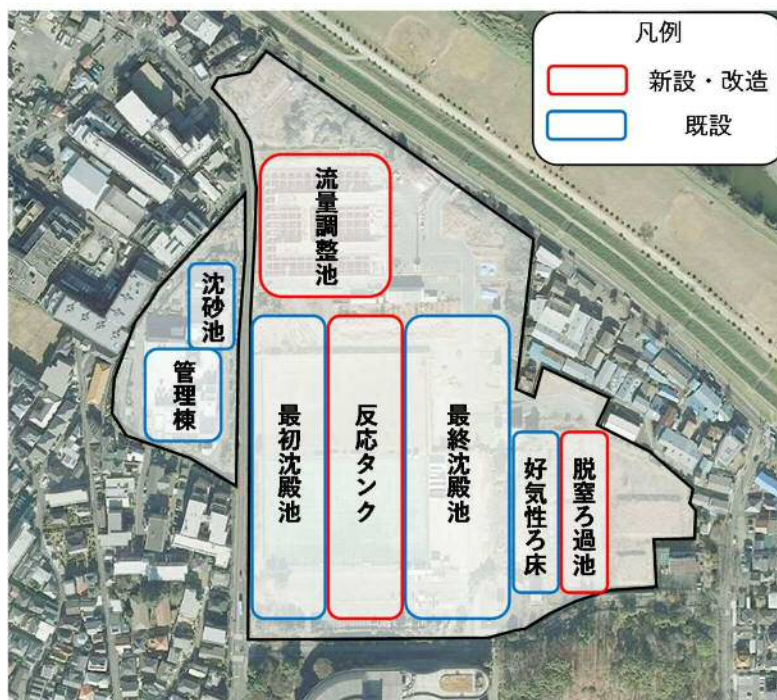 凡例
新設・改造
既設
流量調整池
沈砂池
管理棟
最初沈殿池
反応タンク
最終沈殿池
好気性ろ床
脱窒ろ過池